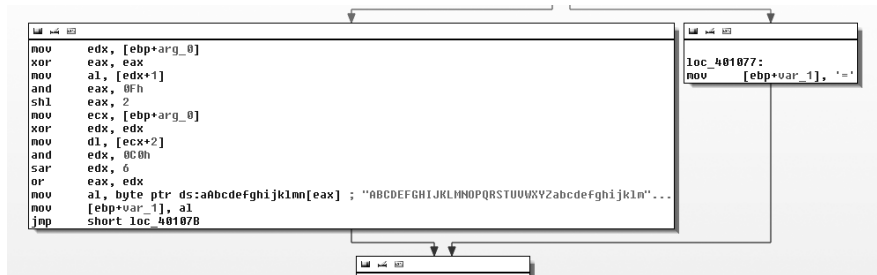 mov     edx, [ebp+arg_0]
xor     eax, eax
mov     al, [edx+1]
and     eax, 0Fh
shl     eax, 2
mov     ecx, [ebp+arg_0]
xor     edx, edx
mov     dl, [ecx+2]
and     edx, 0C0h
sar     edx, 6
or      eax, edx
mov     al, byte ptr ds:aAbcdefghijklmn[eax] ; "ABCDEFGHIJKLMNOPQRSTUVWXYZabcdefghijklm"...
mov     [ebp+var_1], al
jmp     short loc_40107B
loc_401077:
mov     [ebp+var_1], '='